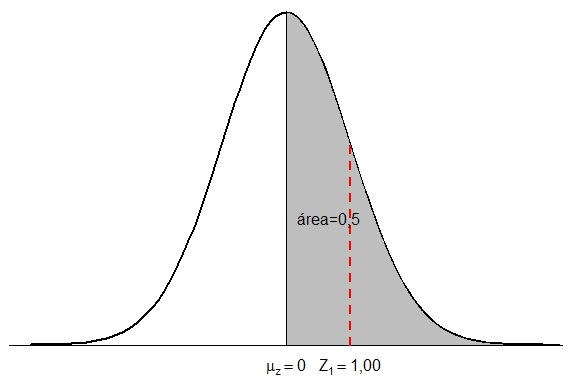 área=0,5
μz = 0 Z1 = 1,00